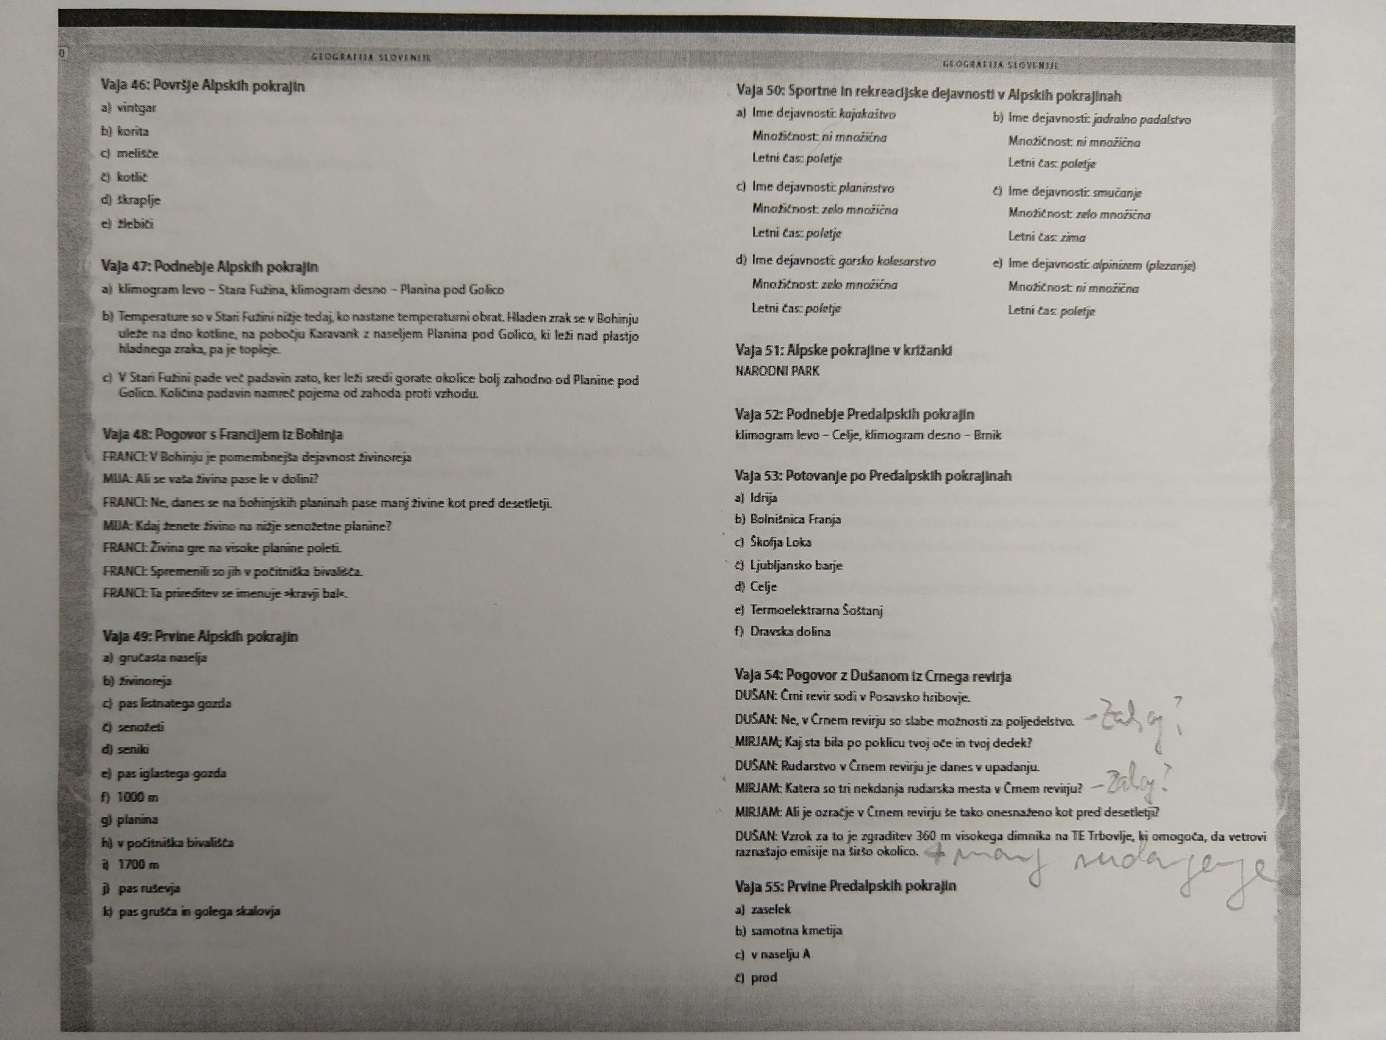 0
GEOGRAFIJA SLOVENIJE
Vaja 46: Površje Alpskih pokrajin
a) vintgar
b) korita
c) melišče
č) kotlič
d) škraplje
e) žlebiči
Vaja 47: Podnebje Alpskih pokrajin
a) klimogram levo – Stara Fužina, klimogram desno – Planina pod Golico
b) Temperature so v Stari Fužini nižje tedaj, ko nastane temperaturni obrat. Hladen zrak se v Bohinju
uleže na dno kotline, na pobočju Karavank z naseljem Planina pod Golico, ki leži nad plastjo
hladnega zraka, pa je topleje.
c) V Stari Fužini pade več padavin zato, ker leži sredi gorate okolice bolj zahodno od Planine pod
Golico. Količina padavin namreč pojema od zahoda proti vzhodu.
Vaja 48: Pogovor s Francijem iz Bohinja
FRANCI: V Bohinju je pomembnejša dejavnost živinoreja
MIJA: Ali se vaša živina pase le v dolini?
FRANCI: Ne, danes se na bohinjskih planinah pase manj živine kot pred desetletji.
MIJA: Kdaj ženete živino na nižje senožetne planine?
FRANCI: Živina gre na visoke planine poleti.
FRANCI: Spremenili so jih v počitniška bivališča.
FRANCI: Ta prireditev se imenuje »kravji bal«.
Vaja 49: Prvine Alpskih pokrajin
a) gručasta naselja
b) živinoreja
c) pas listnatega gozda
č) senožeti
d) seniki
e) pas iglastega gozda
f) 1000 m
g) planina
h) v počitniška bivališča
i) 1700 m
j) pas ruševja
k) pas grušča in golega skalovja
GEOGRAFIJA SLOVENIJE
Vaja 50: Športne in rekreacijske dejavnosti v Alpskih pokrajinah
a) Ime dejavnosti: kajakaštvo
Množičnost: ni množična
Letni čas: poletje
b) Ime dejavnosti: jadralno padalstvo
Množičnost: ni množična
Letni čas: poletje
c) Ime dejavnosti: planinstvo
Množičnost: zelo množična
Letni čas: poletje
č) Ime dejavnosti: smučanje
Množičnost: zelo množična
Letni čas: zima
d) Ime dejavnosti: gorsko kolesarstvo
Množičnost: zelo množična
Letni čas: poletje
e) Ime dejavnosti: alpinizem (plezanje)
Množičnost: ni množična
Letni čas: poletje
Vaja 51: Alpske pokrajine v križanki
NARODNI PARK
Vaja 52: Podnebje Predalpskih pokrajin
klimogram levo – Celje, klimogram desno – Brnik
Vaja 53: Potovanje po Predalpskih pokrajinah
a) Idrija
b) Bolnišnica Franja
c) Škofja Loka
č) Ljubljansko barje
d) Celje
e) Termoelektrarna Šoštanj
f) Dravska dolina
Vaja 54: Pogovor z Dušanom iz Črnega revirja
DUŠAN: Črni revir sodi v Posavsko hribovje.
DUŠAN: Ne, v Črnem revirju so slabe možnosti za poljedelstvo. - Zakaj?
MIRJAM: Kaj sta bila po poklicu tvoj oče in tvoj dedek?
DUŠAN: Rudarstvo v Črnem revirju je danes v upadanju.
MIRJAM: Katera so tri nekdanja rudarska mesta v Črnem revirju? - Zakaj?
MIRJAM: Ali je ozračje v Črnem revirju še tako onesnaženo kot pred desetletji?
DUŠAN: Vzrok za to je zgraditev 360 m visokega dimnika na TE Trbovlje, ki omogoča, da vetrovi
raznašajo emisije na širšo okolico. + manj
Vaja 55: Prvine Predalpskih pokrajin
a) zaselek
b) samotna kmetija
c) v naselju A
č) prod